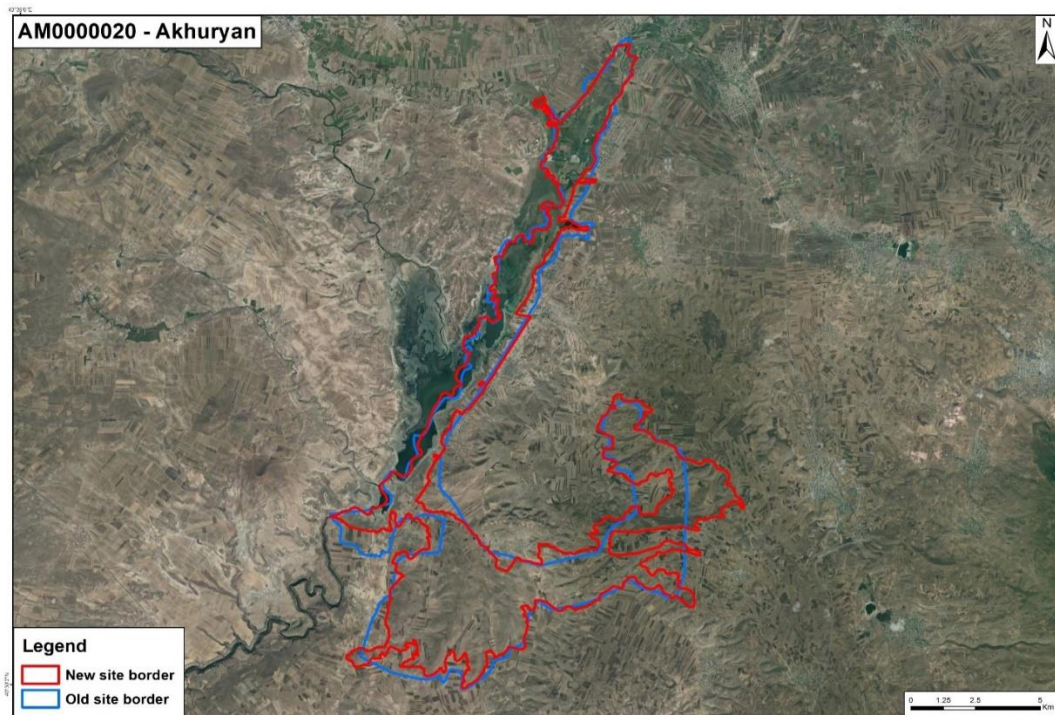 AM0000020 - Akhuryan
N
Legend
New site border
Old site border
0 1.25 2.5 5
Km